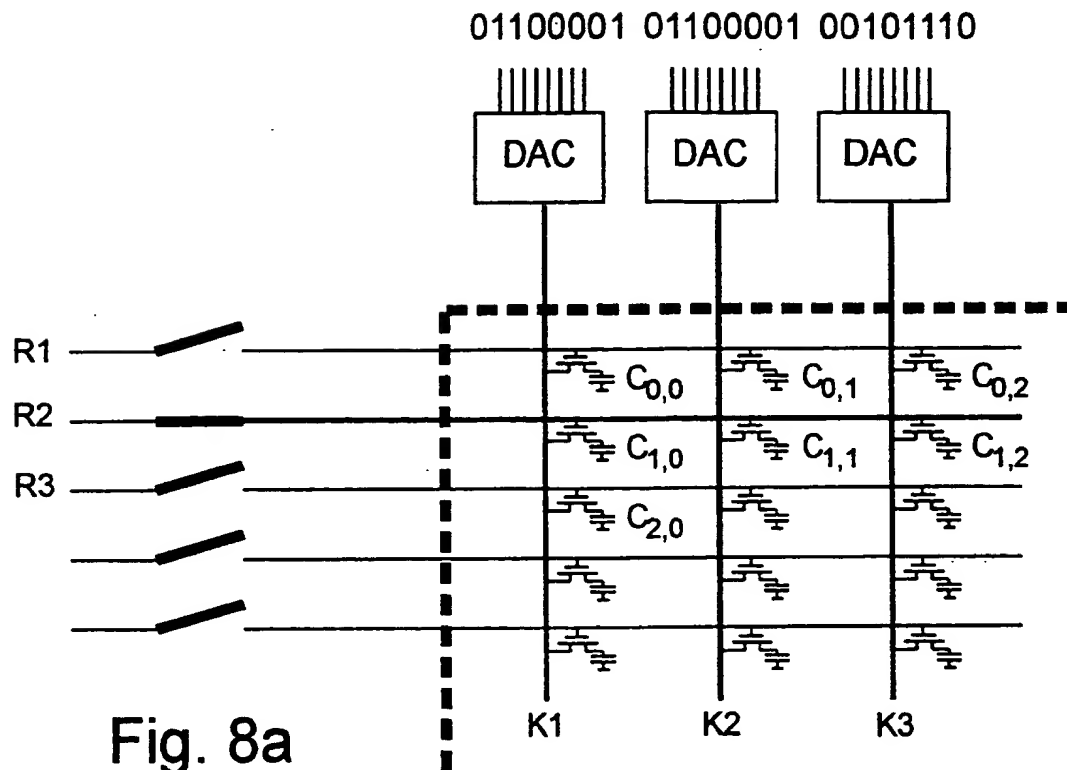 01100001 01100001 00101110
DAC DAC DAC
R1
C0,0 C0,1 C0,2
R2
C1,0 C1,1 C1,2
R3
C2,0
K1 K2 K3
Fig. 8a